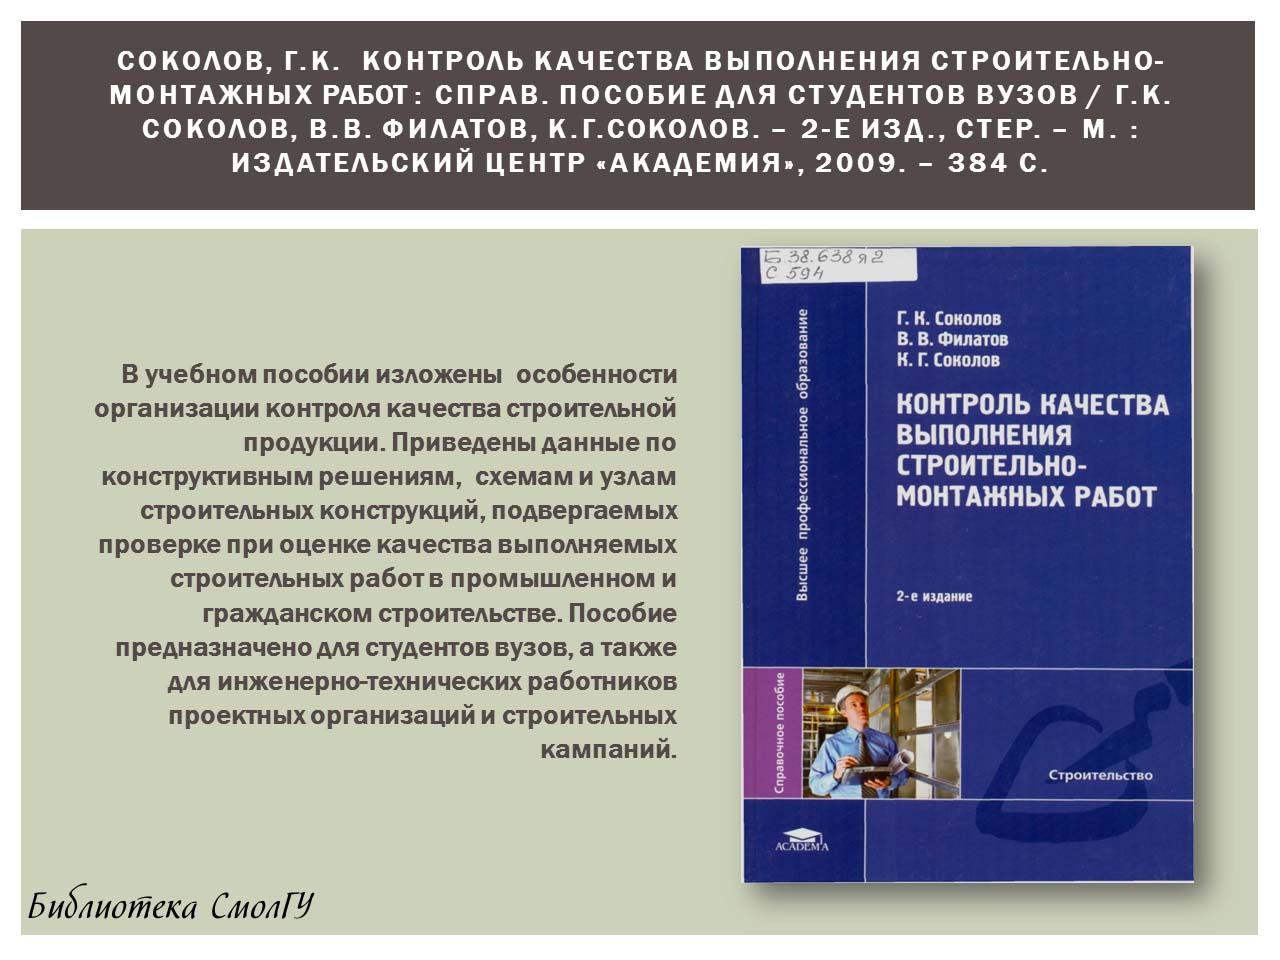 СОКОЛОВ, Г.К.  КОНТРОЛЬ КАЧЕСТВА ВЫПОЛНЕНИЯ СТРОИТЕЛЬНО-
МОНТАЖНЫХ РАБОТ : СПРАВ. ПОСОБИЕ ДЛЯ СТУДЕНТОВ ВУЗОВ / Г.К.
СОКОЛОВ, В.В. ФИЛАТОВ, К.Г.СОКОЛОВ. – 2-Е ИЗД., СТЕР. – М. :
ИЗДАТЕЛЬСКИЙ ЦЕНТР «АКАДЕМИЯ», 2009. – 384 С.
В учебном пособии изложены  особенности
организации контроля качества строительной
продукции. Приведены данные по
конструктивным решениям,  схемам и узлам
строительных конструкций, подвергаемых
проверке при оценке качества выполняемых
строительных работ в промышленном и
гражданском строительстве. Пособие
предназначено для студентов вузов, а также
для инженерно-технических работников
проектных организаций и строительных
кампаний.
Библиотека СмолГУ
Б.38.638я2
С 594
Высшее профессиональное образование
Г. К. Соколов
В. В. Филатов
К. Г. Соколов
КОНТРОЛЬ КАЧЕСТВА
ВЫПОЛНЕНИЯ
СТРОИТЕЛЬНО-
МОНТАЖНЫХ РАБОТ
2-е издание
Справочное пособие
Строительство
ACADEMA